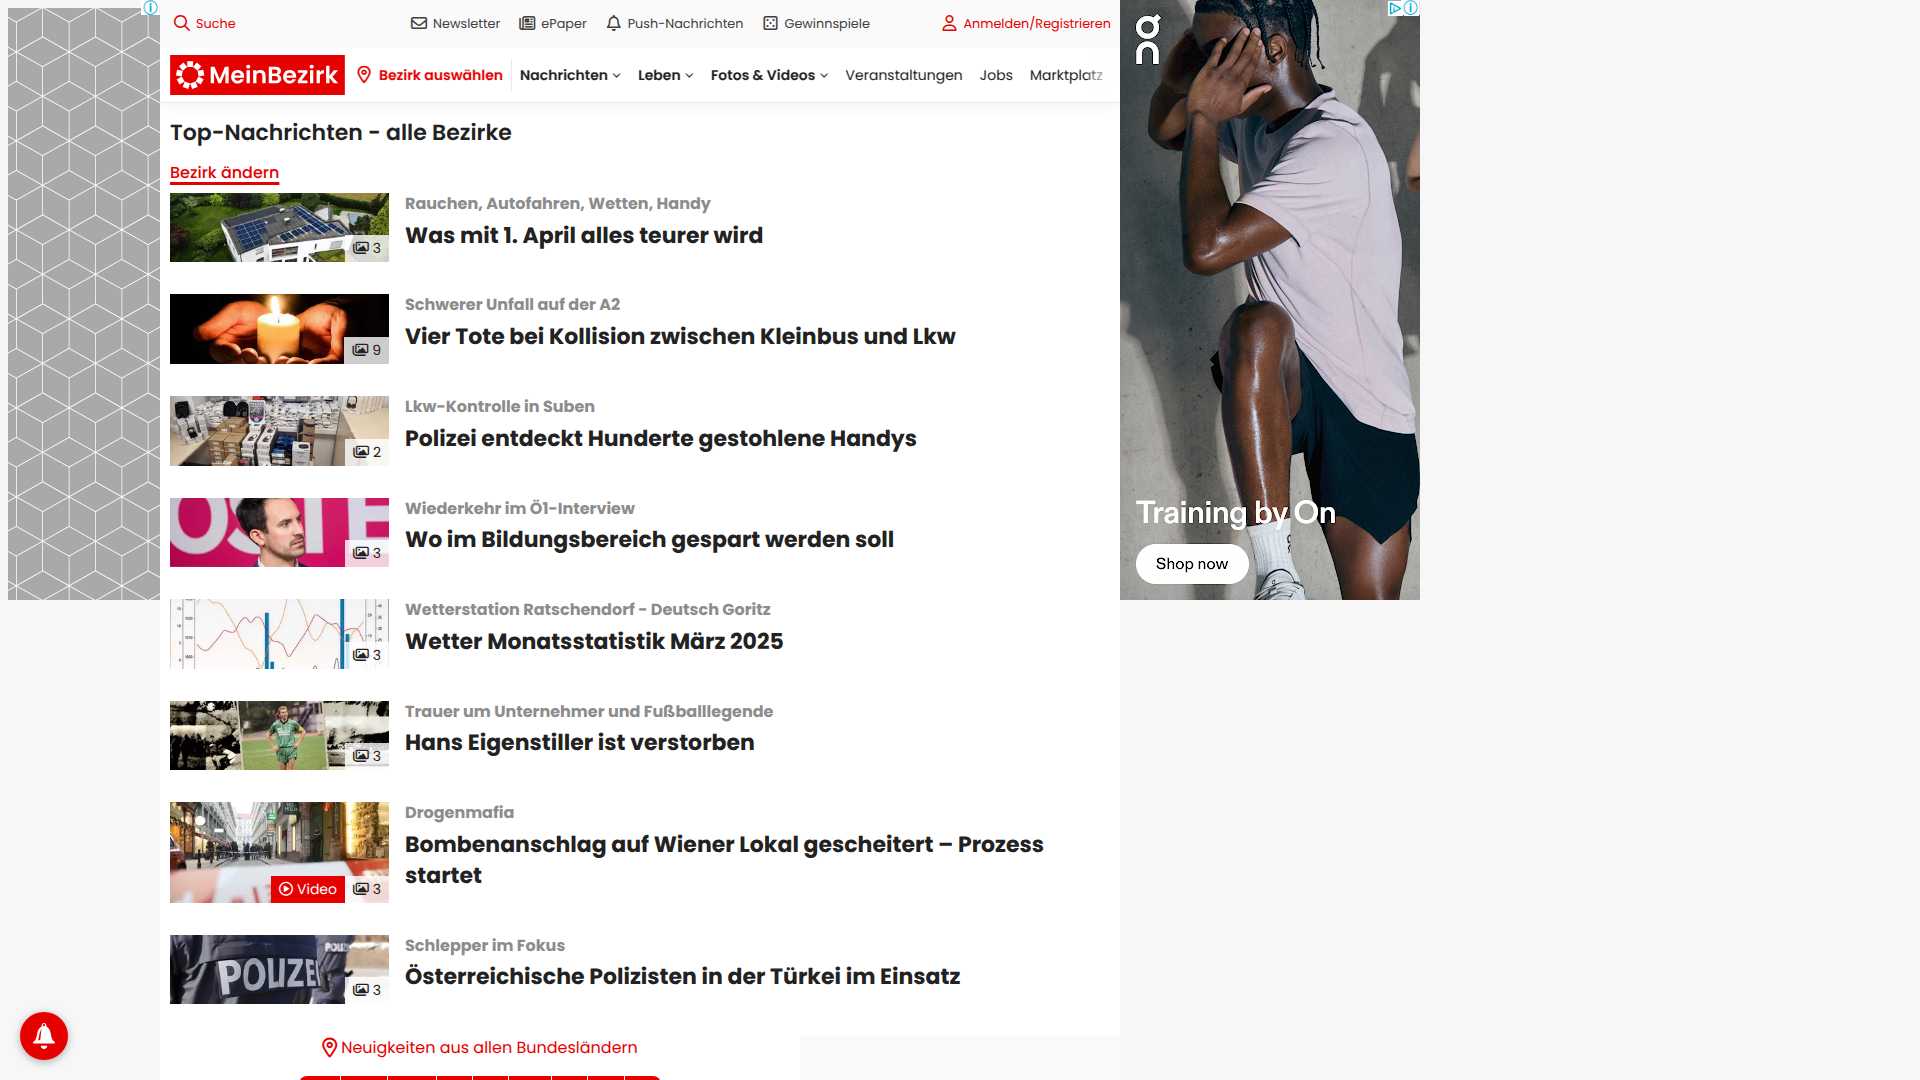 Suche
Newsletter
ePaper
Push-Nachrichten
Gewinnspiele
Anmelden/Registrieren
MeinBezirk
Bezirk auswählen
Nachrichten
Leben
Fotos & Videos
Veranstaltungen
Jobs
Marktplatz
Top-Nachrichten - alle Bezirke
Bezirk ändern
3
Rauchen, Autofahren, Wetten, Handy
Was mit 1. April alles teurer wird
9
Schwerer Unfall auf der A2
Vier Tote bei Kollision zwischen Kleinbus und Lkw
2
Lkw-Kontrolle in Suben
Polizei entdeckt Hunderte gestohlene Handys
3
Wiederkehr im Ö1-Interview
Wo im Bildungsbereich gespart werden soll
3
Wetterstation Ratschendorf - Deutsch Goritz
Wetter Monatsstatistik März 2025
3
Trauer um Unternehmer und Fußballlegende
Hans Eigenstiller ist verstorben
Video
3
Drogenmafia
Bombenanschlag auf Wiener Lokal gescheitert – Prozess
startet
POLIZEI
3
Schlepper im Fokus
Österreichische Polizisten in der Türkei im Einsatz
Neuigkeiten aus allen Bundesländern
On
Training by On
Shop now